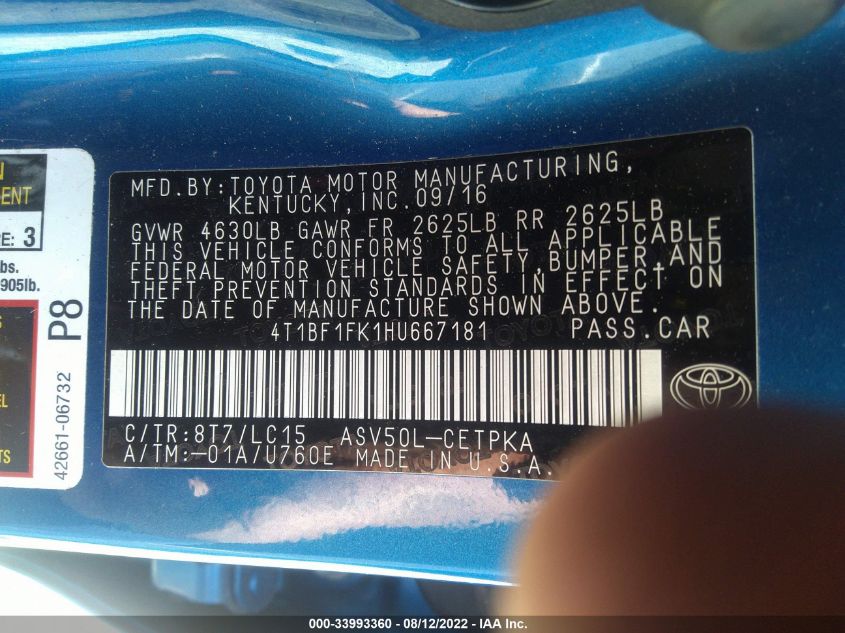 N
ENT
E: 3
bs.
905lb.
S
EL
TS
P8
42661-06732
MFD.BY:TOYOTA MOTOR MANUFACTURING,
KENTUCKY,INC.09/16
GVWR 4630LB GAWR FR 2625LB RR 2625LB
THIS VEHICLE CONFORMS TO ALL APPLICABLE
FEDERAL MOTOR VEHICLE SAFETY,BUMPER,AND
THEFT PREVENTION STANDARDS IN EFFECT ON
THE DATE OF MANUFACTURE SHOWN ABOVE.
4T1BF1FK1HU667181 PASS.CAR
C/TR:8T7/LC15 ASV50L-CETPKA
A/TM:-01A/U760E MADE IN U.S.A.
000-33993360 - 08/12/2022 - IAA Inc.